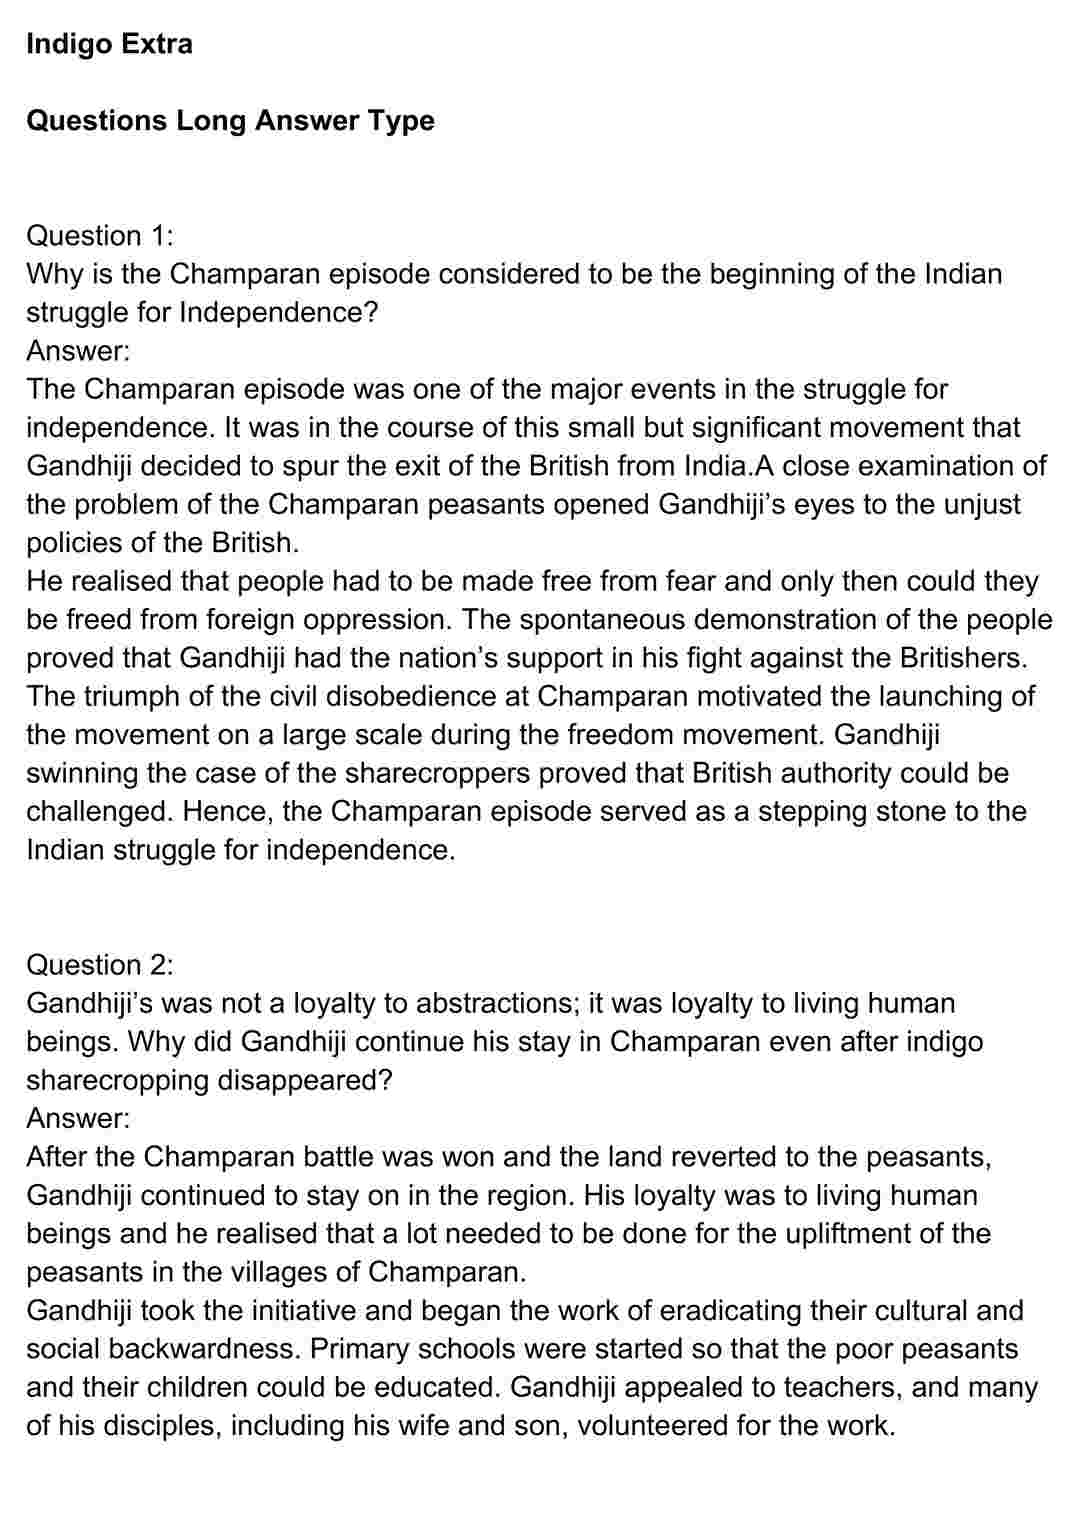 Indigo Extra
Questions Long Answer Type
Question 1:
Why is the Champaran episode considered to be the beginning of the Indian
struggle for Independence?
Answer:
The Champaran episode was one of the major events in the struggle for
independence. It was in the course of this small but significant movement that
Gandhiji decided to spur the exit of the British from India.A close examination of
the problem of the Champaran peasants opened Gandhiji’s eyes to the unjust
policies of the British.
He realised that people had to be made free from fear and only then could they
be freed from foreign oppression. The spontaneous demonstration of the people
proved that Gandhiji had the nation’s support in his fight against the Britishers.
The triumph of the civil disobedience at Champaran motivated the launching of
the movement on a large scale during the freedom movement. Gandhiji
swinning the case of the sharecroppers proved that British authority could be
challenged. Hence, the Champaran episode served as a stepping stone to the
Indian struggle for independence.
Question 2:
Gandhiji’s was not a loyalty to abstractions; it was loyalty to living human
beings. Why did Gandhiji continue his stay in Champaran even after indigo
sharecropping disappeared?
Answer:
After the Champaran battle was won and the land reverted to the peasants,
Gandhiji continued to stay on in the region. His loyalty was to living human
beings and he realised that a lot needed to be done for the upliftment of the
peasants in the villages of Champaran.
Gandhiji took the initiative and began the work of eradicating their cultural and
social backwardness. Primary schools were started so that the poor peasants
and their children could be educated. Gandhiji appealed to teachers, and many
of his disciples, including his wife and son, volunteered for the work.